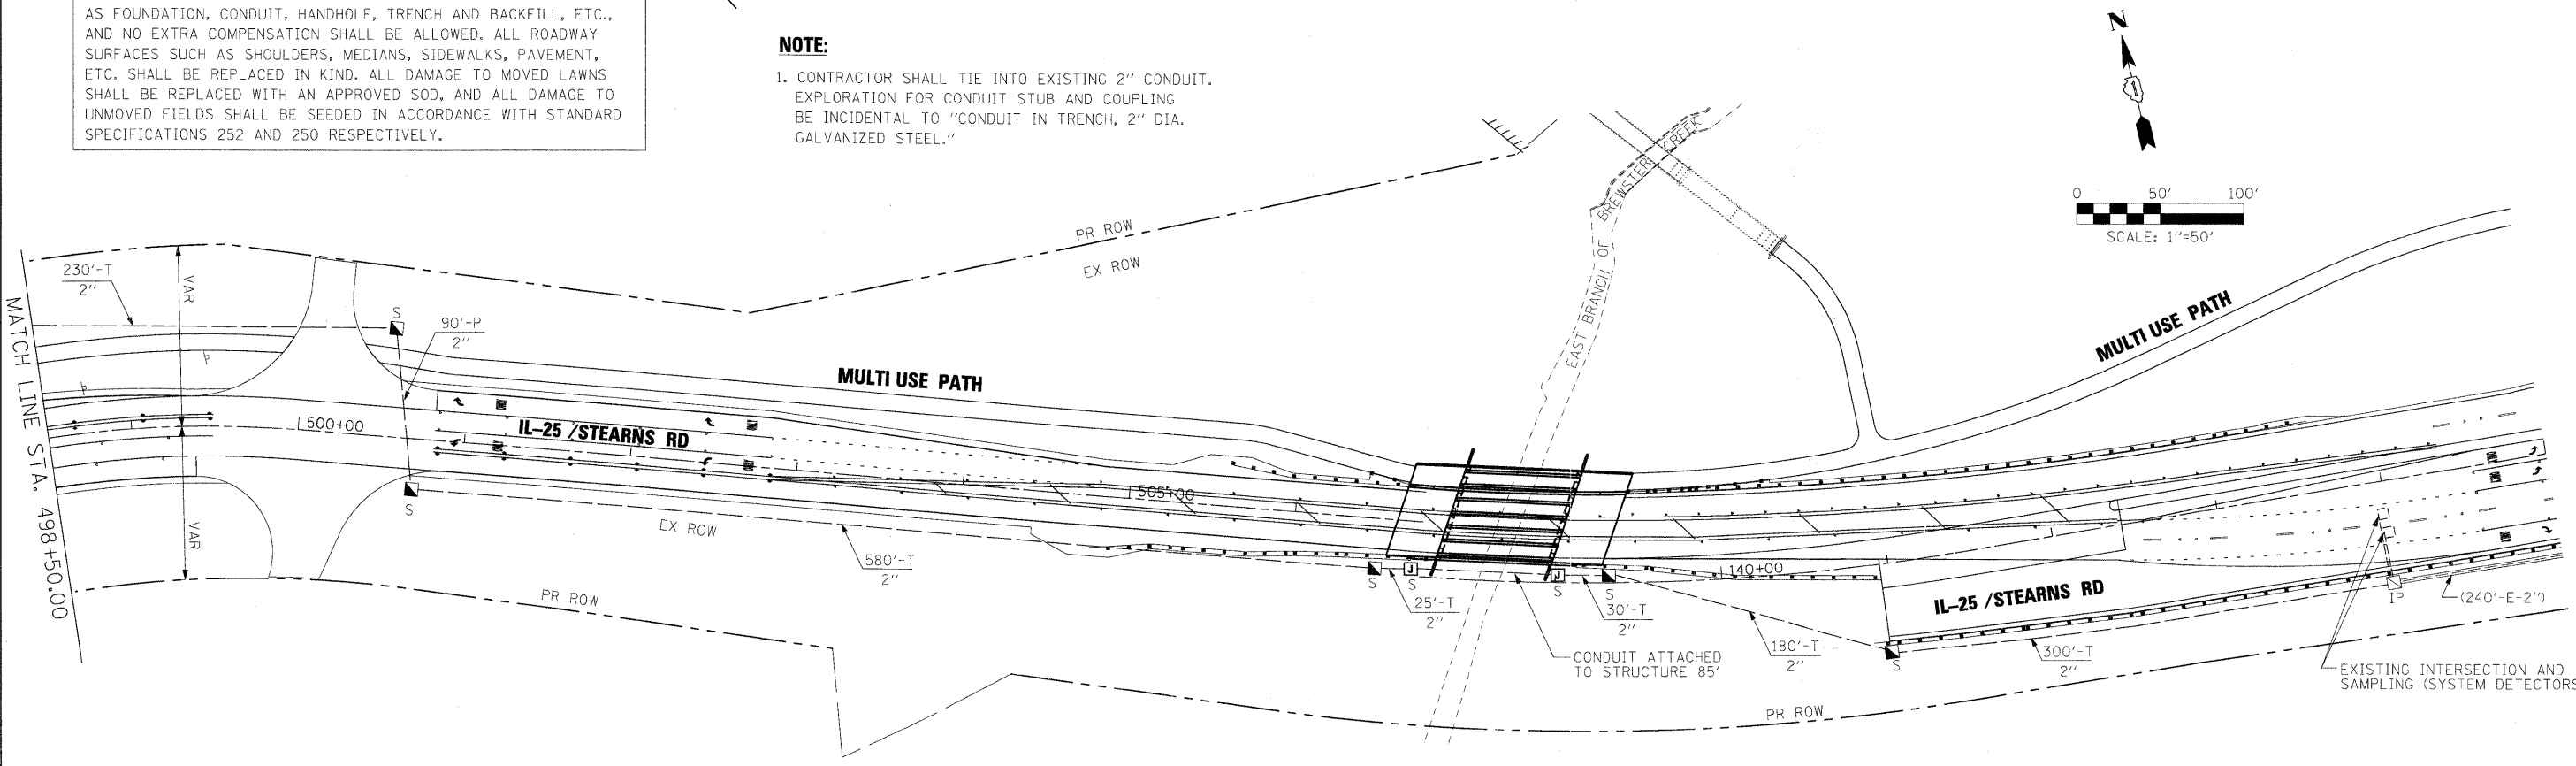 AS FOUNDATION, CONDUIT, HANDHOLE, TRENCH AND BACKFILL, ETC.,
AND NO EXTRA COMPENSATION SHALL BE ALLOWED. ALL ROADWAY
SURFACES SUCH AS SHOULDERS, MEDIANS, SIDEWALKS, PAVEMENT,
ETC. SHALL BE REPLACED IN KIND. ALL DAMAGE TO MOVED LAWNS
SHALL BE REPLACED WITH AN APPROVED SOD, AND ALL DAMAGE TO
UNMOVED FIELDS SHALL BE SEEDED IN ACCORDANCE WITH STANDARD
SPECIFICATIONS 252 AND 250 RESPECTIVELY.
NOTE:
1. CONTRACTOR SHALL TIE INTO EXISTING 2" CONDUIT.
EXPLORATION FOR CONDUIT STUB AND COUPLING
BE INCIDENTAL TO "CONDUIT IN TRENCH, 2" DIA.
GALVANIZED STEEL."
N
1
0 50' 100'
SCALE: 1"=50'
MATCH LINE STA. 498+50.00
230'-T
2"
VAR
VAR
S
90'-P
2"
500+00
IL-25 /STEARNS RD
MULTI USE PATH
PR ROW
EX ROW
S
EX ROW
PR ROW
580'-T
2"
505+00
EAST BRANCH OF BREWSTER CREEK
S
J
S
25'-T
2"
J
S
S
30'-T
2"
CONDUIT ATTACHED
TO STRUCTURE 85'
140+00
180'-T
2"
S
MULTI USE PATH
IL-25 /STEARNS RD
300'-T
2"
PR ROW
IP
(240'-E-2")
EXISTING INTERSECTION AND
SAMPLING (SYSTEM DETECTORS